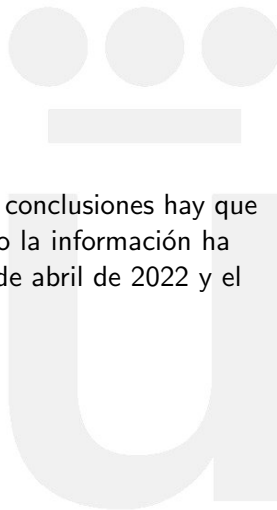 conclusiones hay que
o la información ha
de abril de 2022 y el